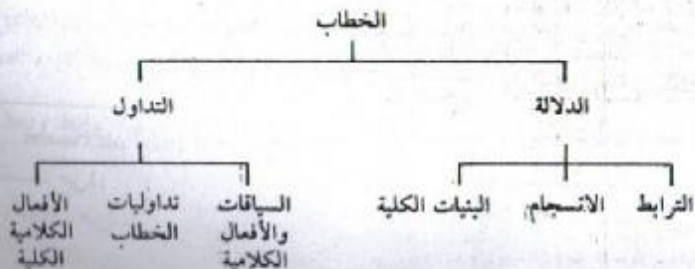 الخطاب
الدلالة
التداول
الترابط
الانسجام
البنيات الكلية
السياقات
والأفعال
الكلامية
تداوليات
الخطاب
الأفعال
الكلامية
الكلية